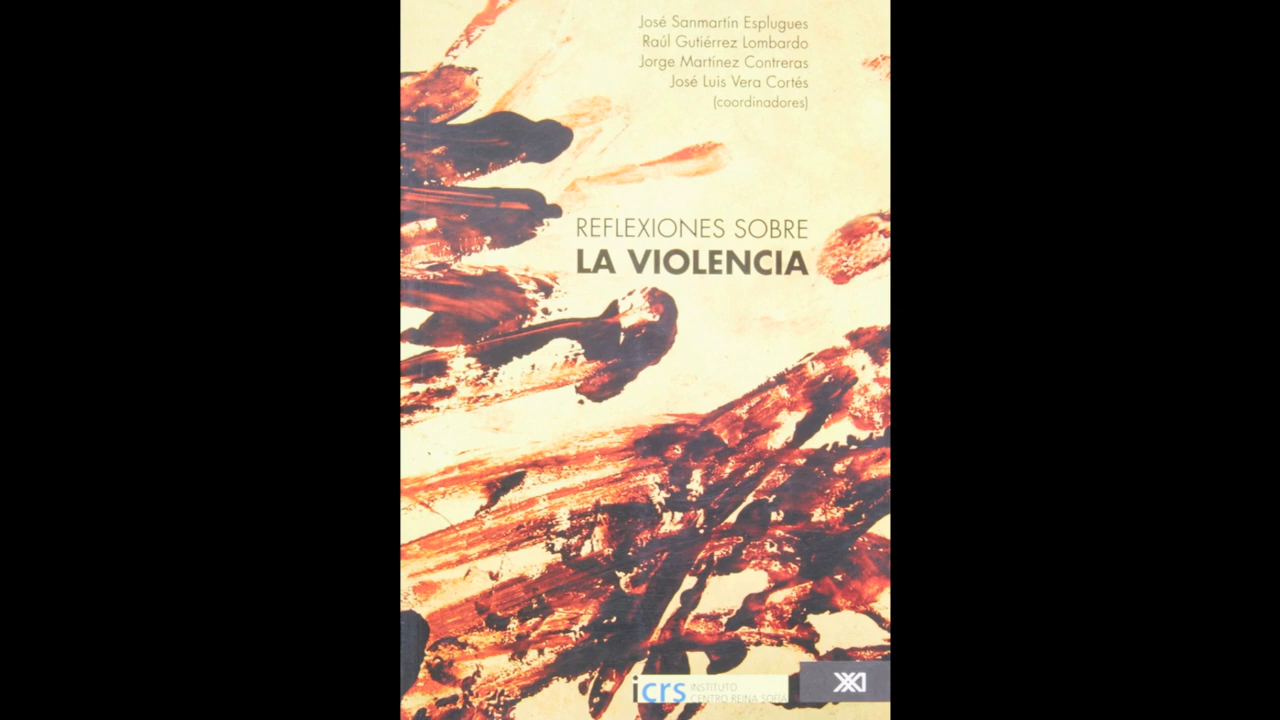 José Sanmartín Esplugues
Raúl Gutiérrez Lombardo
Jorge Martínez Contreras
José Luis Vera Cortés
(coordinadores)
REFLEXIONES SOBRE
LA VIOLENCIA
icrs INSTITUTO
CENTRO REINA SOFÍA
XXI